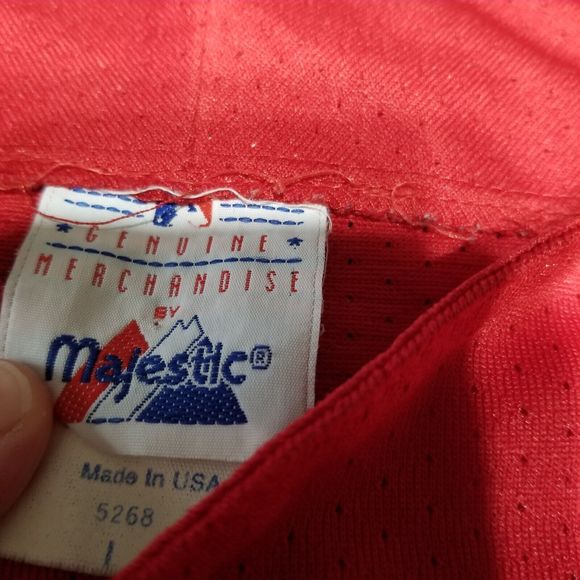 GENUINE
MERCHANDISE
BY
Majestic®
Made in USA
5268
L